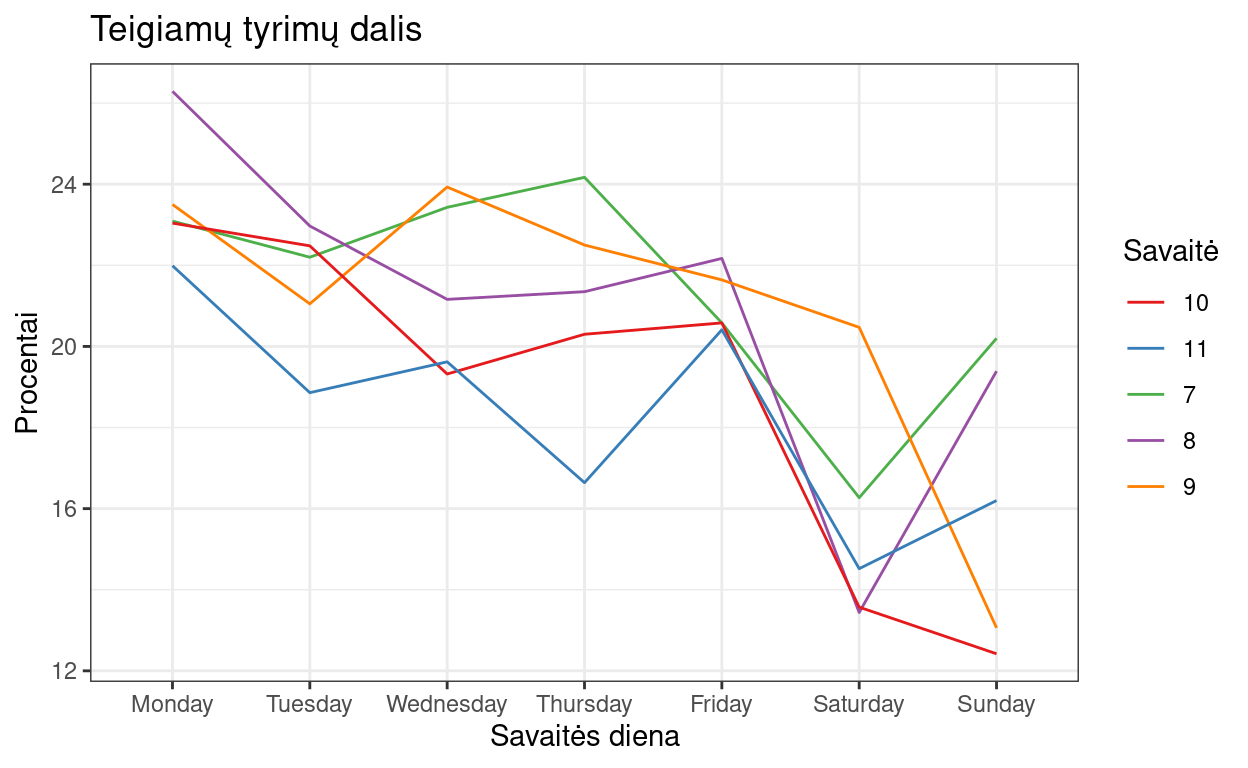 Teigiamų tyrimų dalis
Procentai
24
20
16
12
Monday Tuesday Wednesday Thursday Friday Saturday Sunday
Savaitės diena
Savaitė
10
11
7
8
9